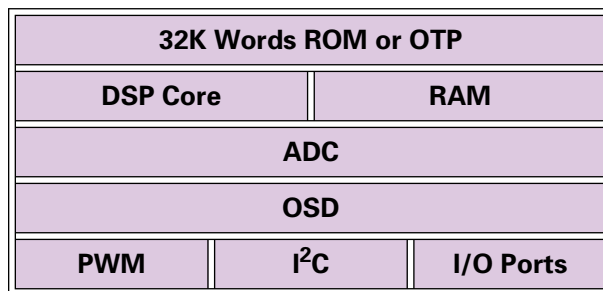 32K Words ROM or OTP
DSP Core RAM
ADC
OSD
PWM I²C I/O Ports